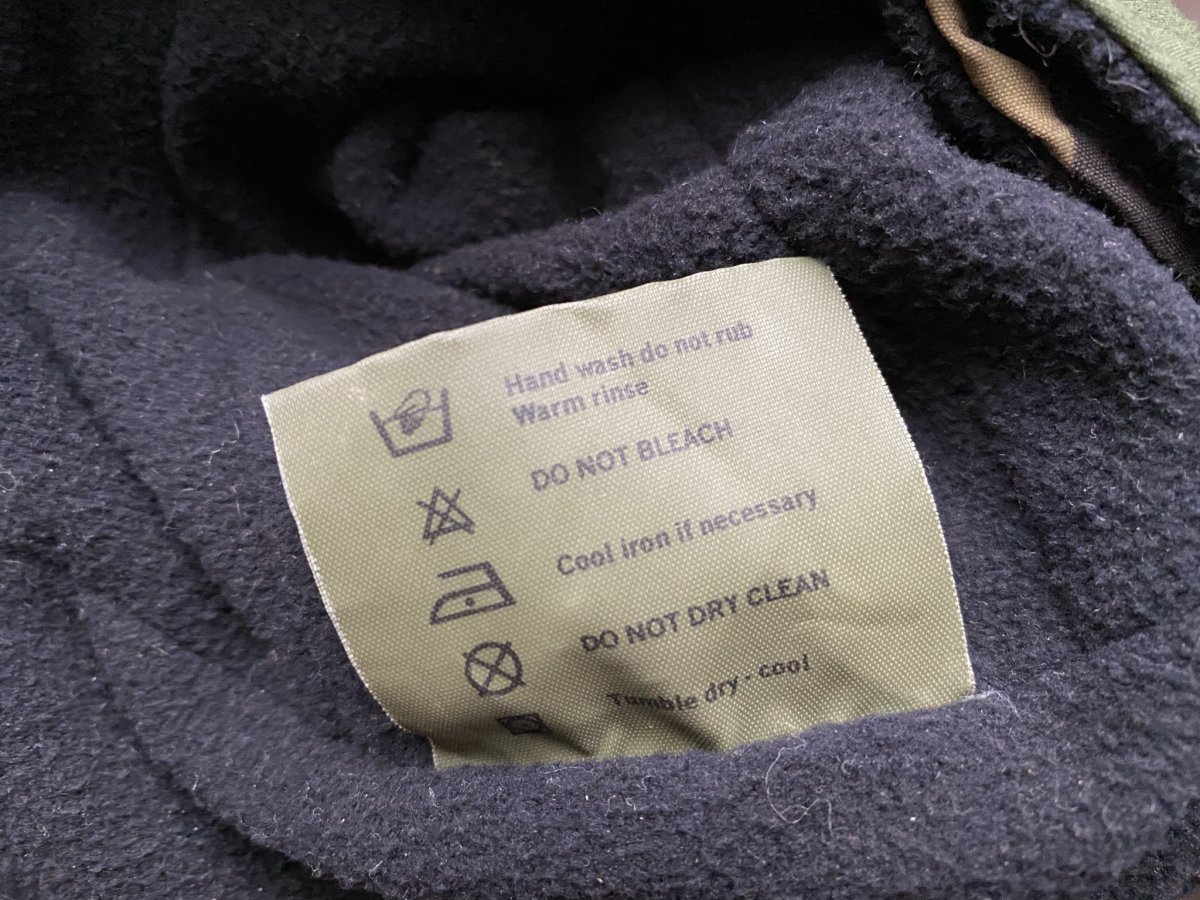 Hand wash do not rub
Warm rinse
DO NOT BLEACH
Cool iron if necessary
DO NOT DRY CLEAN
Tumble dry - cool